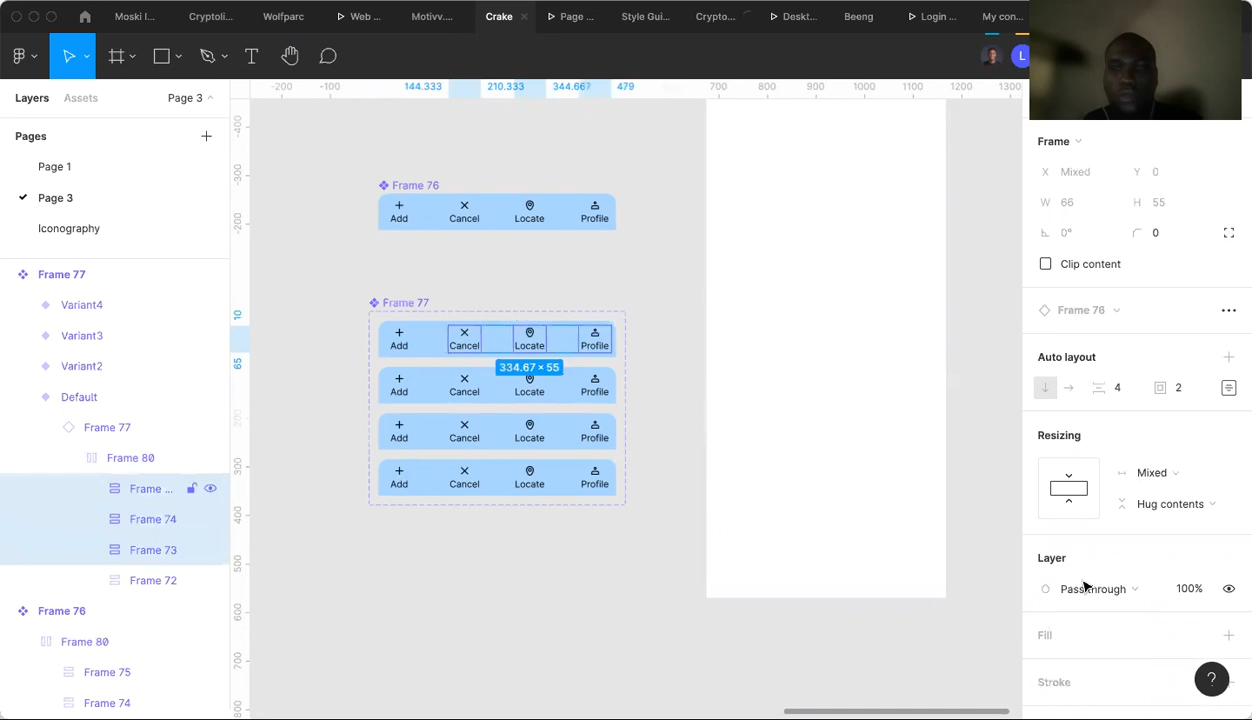 Moski I...
Cryptoli...
Wolfparc
Web ...
Motivv....
Crake
Page ...
Style Gui...
Crypto...
Deskt...
Beeng
Login ...
My con...
L
Layers
Assets
Page 3
Pages
Page 1
Page 3
Iconography
Frame 77
Variant4
Variant3
Variant2
Default
Frame 77
Frame 80
Frame ...
Frame 74
Frame 73
Frame 72
Frame 76
Frame 80
Frame 75
Frame 74
-200
-100
144.333
210.333
344.667
479
700
800
900
1000
1100
1200
1300
-400
-300
-200
10
65
200
300
400
500
600
700
800
Frame 76
Add
Cancel
Locate
Profile
Frame 77
Add
Cancel
Locate
Profile
334.67 × 55
Add
Cancel
Locate
Profile
Add
Cancel
Locate
Profile
Add
Cancel
Locate
Profile
Frame
X Mixed Y 0
W 66 H 55
0° 0
Clip content
Frame 76
Auto layout
4 2
Resizing
Mixed
Hug contents
Layer
Pass through 100%
Fill
Stroke
?